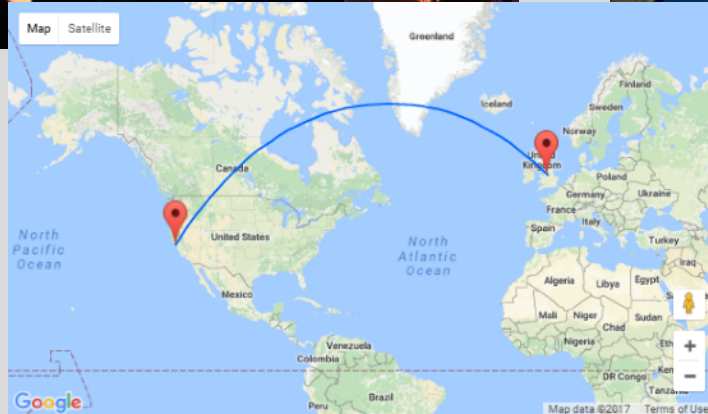 Map Satellite
Greenland
Finland
Iceland
Sweden
Norway
United
Kingdom
Canada
Poland
Germany
Ukraine
France
Italy
Spain
Turkey
North
Pacific
Ocean
United States
North
Atlantic
Ocean
Iraq
Algeria
Libya
Egypt
Mexico
Mali
Niger
Sudan
Chad
Nigeria
Venezuela
Colombia
DR Congo
Brazil
Peru
Google
Map data ©2017 Terms of Use